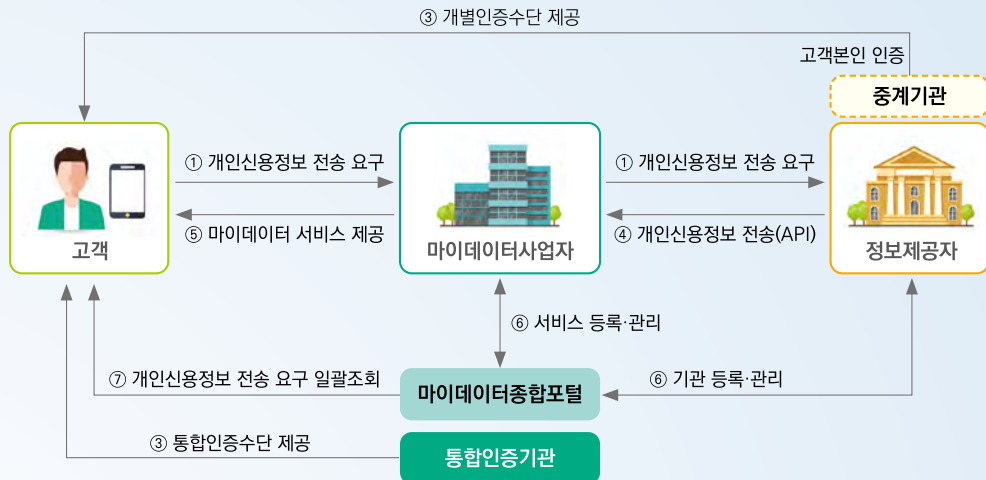 ③ 개별인증수단 제공
고객본인 인증
중계기관
① 개인신용정보 전송 요구
① 개인신용정보 전송 요구
⑤ 마이데이터 서비스 제공
④ 개인신용정보 전송(API)
고객
마이데이터사업자
정보제공자
⑥ 서비스 등록·관리
⑦ 개인신용정보 전송 요구 일괄조회
마이데이터종합포털
⑥ 기관 등록·관리
③ 통합인증수단 제공
통합인증기관